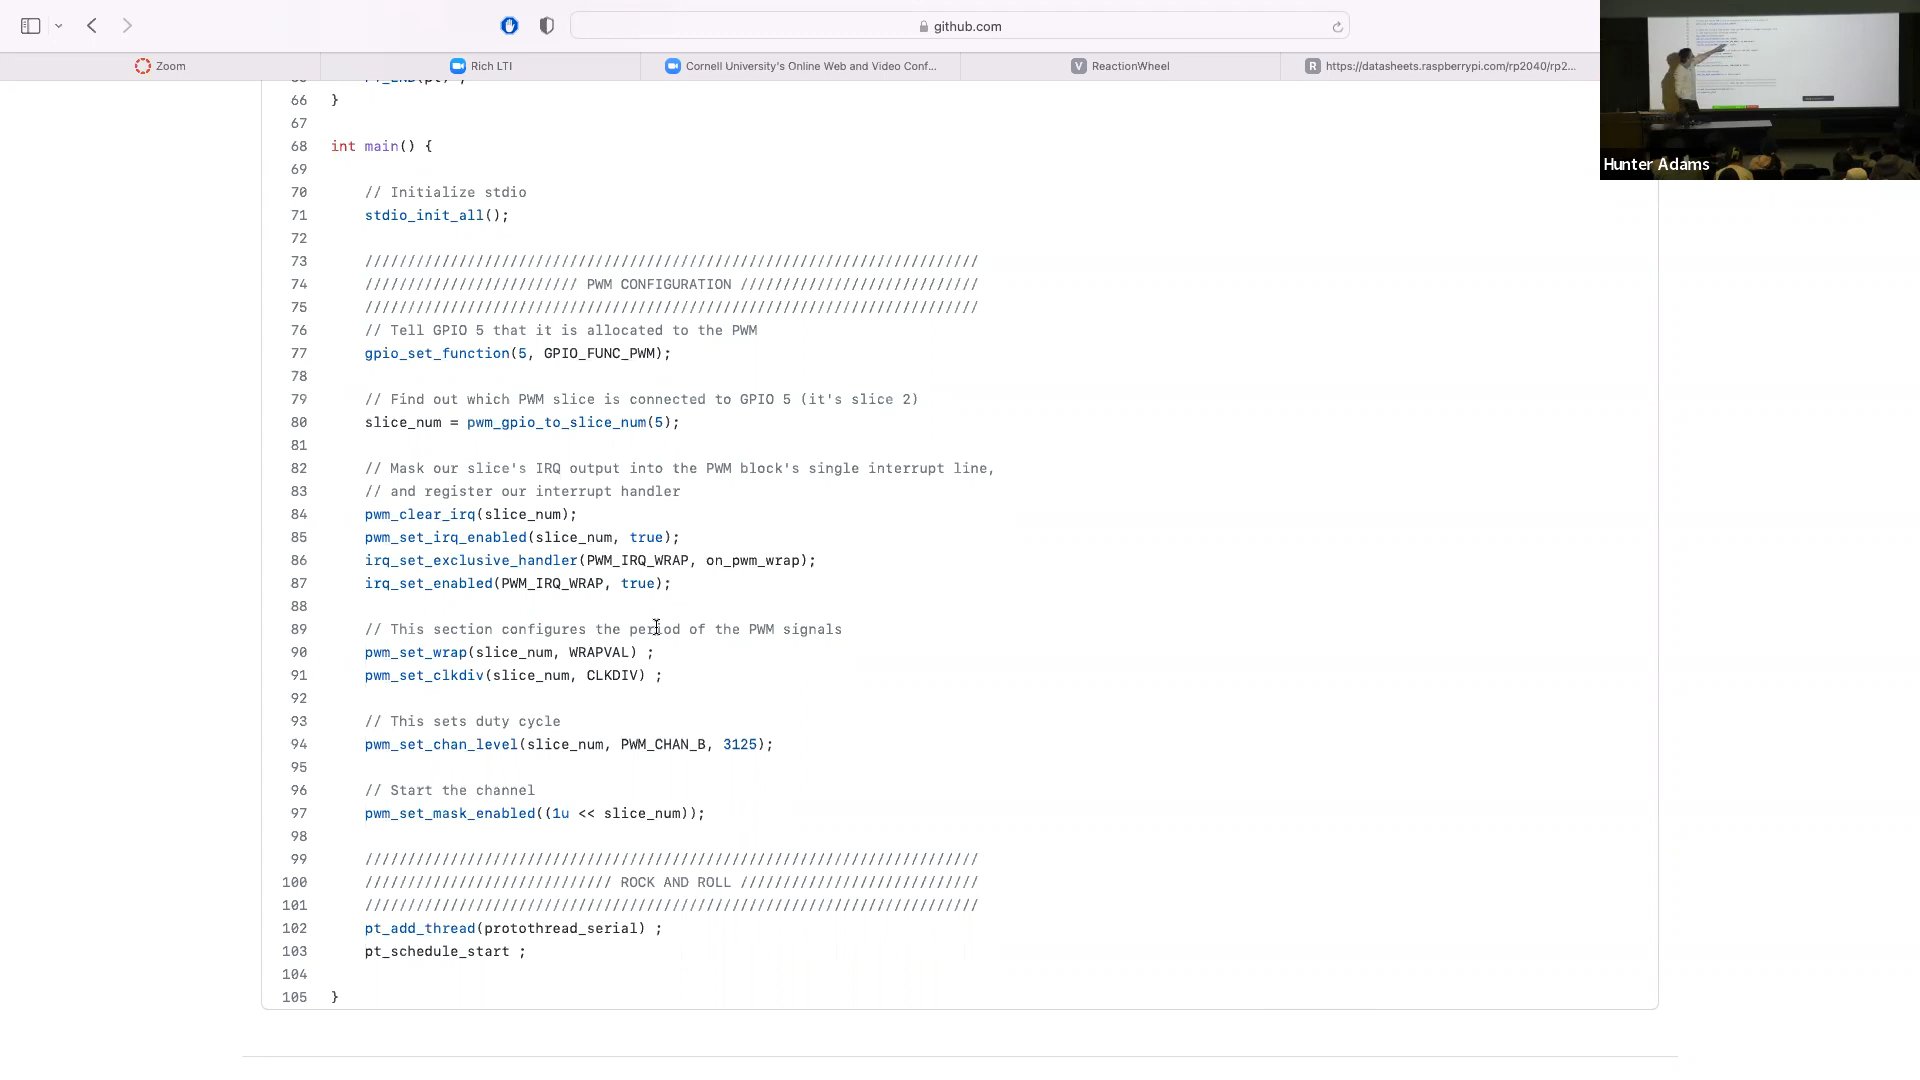 github.com
Zoom
Rich LTI
Cornell University's Online Web and Video Conf...
V ReactionWheel
R https://datasheets.raspberrypi.com/rp2040/rp2...
Hunter Adams
66 }
67
68 int main() {
69
70 // Initialize stdio
71 stdio_init_all();
72
73 ////////////////////////////////////////////////////////////////////////
74 ///////////////////////// PWM CONFIGURATION ////////////////////////////
75 ////////////////////////////////////////////////////////////////////////
76 // Tell GPIO 5 that it is allocated to the PWM
77 gpio_set_function(5, GPIO_FUNC_PWM);
78
79 // Find out which PWM slice is connected to GPIO 5 (it's slice 2)
80 slice_num = pwm_gpio_to_slice_num(5);
81
82 // Mask our slice's IRQ output into the PWM block's single interrupt line,
83 // and register our interrupt handler
84 pwm_clear_irq(slice_num);
85 pwm_set_irq_enabled(slice_num, true);
86 irq_set_exclusive_handler(PWM_IRQ_WRAP, on_pwm_wrap);
87 irq_set_enabled(PWM_IRQ_WRAP, true);
88
89 // This section configures the period of the PWM signals
90 pwm_set_wrap(slice_num, WRAPVAL) ;
91 pwm_set_clkdiv(slice_num, CLKDIV) ;
92
93 // This sets duty cycle
94 pwm_set_chan_level(slice_num, PWM_CHAN_B, 3125);
95
96 // Start the channel
97 pwm_set_mask_enabled((1u << slice_num));
98
99 ////////////////////////////////////////////////////////////////////////
100 ///////////////////////////// ROCK AND ROLL ////////////////////////////
101 ////////////////////////////////////////////////////////////////////////
102 pt_add_thread(protothread_serial) ;
103 pt_schedule_start ;
104
105 }